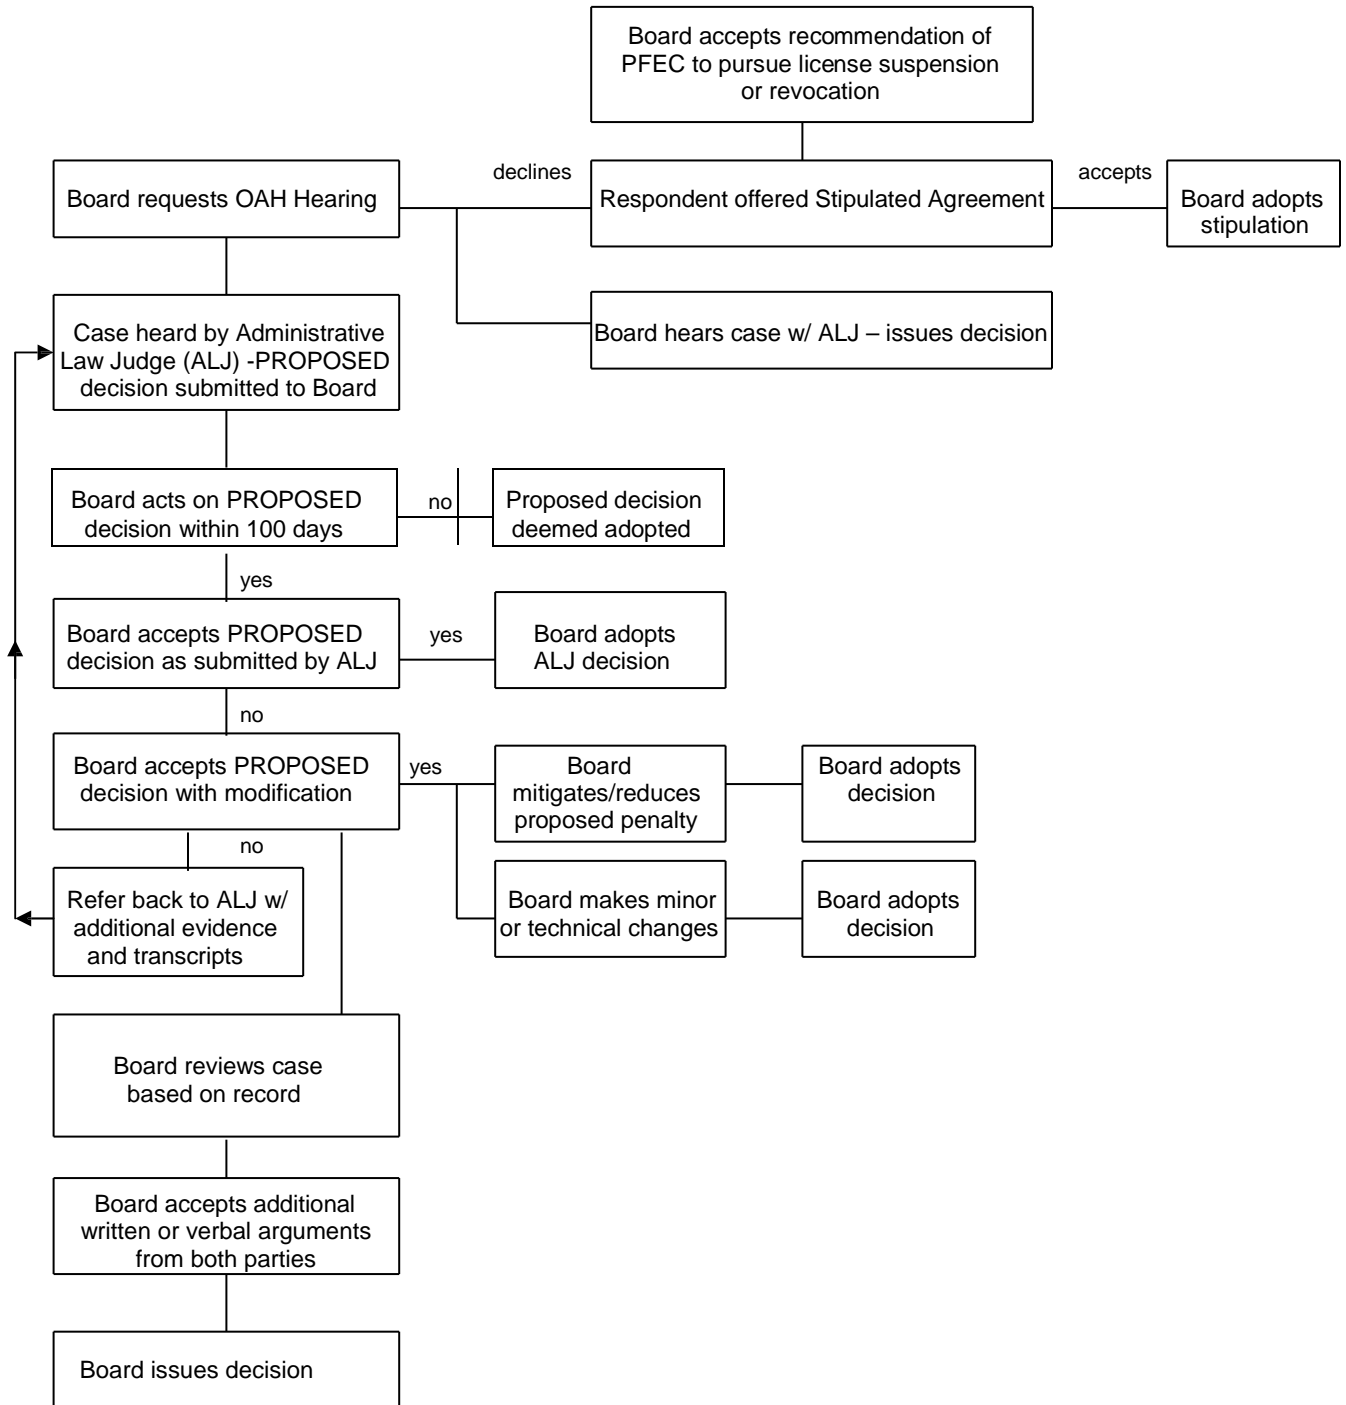 Board accepts recommendation of
PFEC to pursue license suspension
or revocation
Board requests OAH Hearing
declines
Respondent offered Stipulated Agreement
accepts
Board adopts
stipulation
Case heard by Administrative
Law Judge (ALJ) -PROPOSED
decision submitted to Board
Board hears case w/ ALJ – issues decision
Board acts on PROPOSED
decision within 100 days
no
Proposed decision
deemed adopted
yes
Board accepts PROPOSED
decision as submitted by ALJ
yes
Board adopts
ALJ decision
no
Board accepts PROPOSED
decision with modification
yes
Board
mitigates/reduces
proposed penalty
Board adopts
decision
no
Refer back to ALJ w/
additional evidence
and transcripts
Board makes minor
or technical changes
Board adopts
decision
Board reviews case
based on record
Board accepts additional
written or verbal arguments
from both parties
Board issues decision